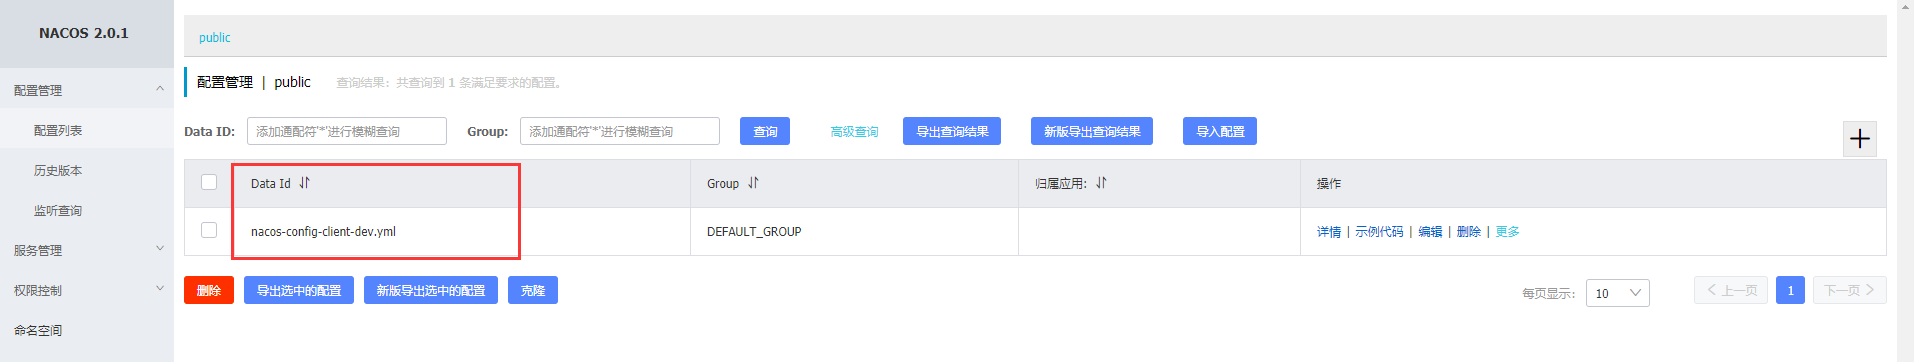 NACOS 2.0.1
配置管理
配置列表
历史版本
监听查询
服务管理
权限控制
命名空间
public
配置管理 | public 查询结果：共查询到 1 条满足要求的配置。
Data ID: 添加通配符'*'进行模糊查询 Group: 添加通配符'*'进行模糊查询 查询 高级查询 导出查询结果 新版导出查询结果 导入配置
Data Id Group 归属应用: 操作
nacos-config-client-dev.yml DEFAULT_GROUP 详情 | 示例代码 | 编辑 | 删除 | 更多
删除 导出选中的配置 新版导出选中的配置 克隆
每页显示: 10 上一页 1 下一页